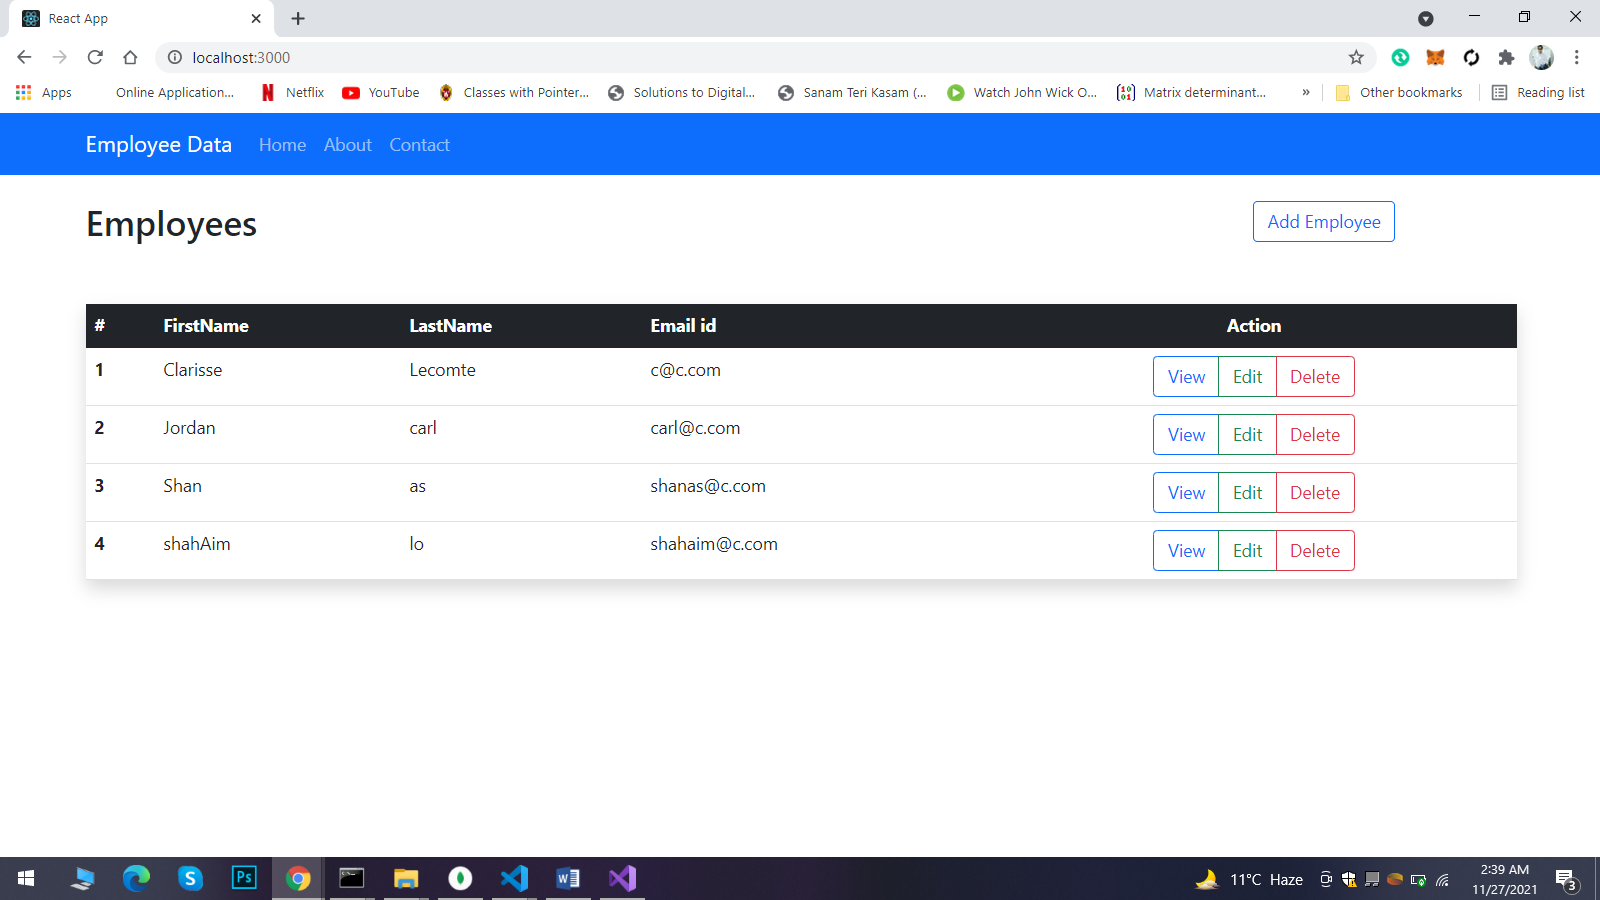 React App
localhost:3000
Apps Online Application... Netflix YouTube Classes with Pointer... Solutions to Digital... Sanam Teri Kasam (... Watch John Wick O... Matrix determinant... » Other bookmarks Reading list
Employee Data Home About Contact
Employees Add Employee
# FirstName LastName Email id Action
1 Clarisse Lecomte c@c.com View Edit Delete
2 Jordan carl carl@c.com View Edit Delete
3 Shan as shanas@c.com View Edit Delete
4 shahAim lo shahaim@c.com View Edit Delete
Ps 11°C Haze 2:39 AM
11/27/2021 3